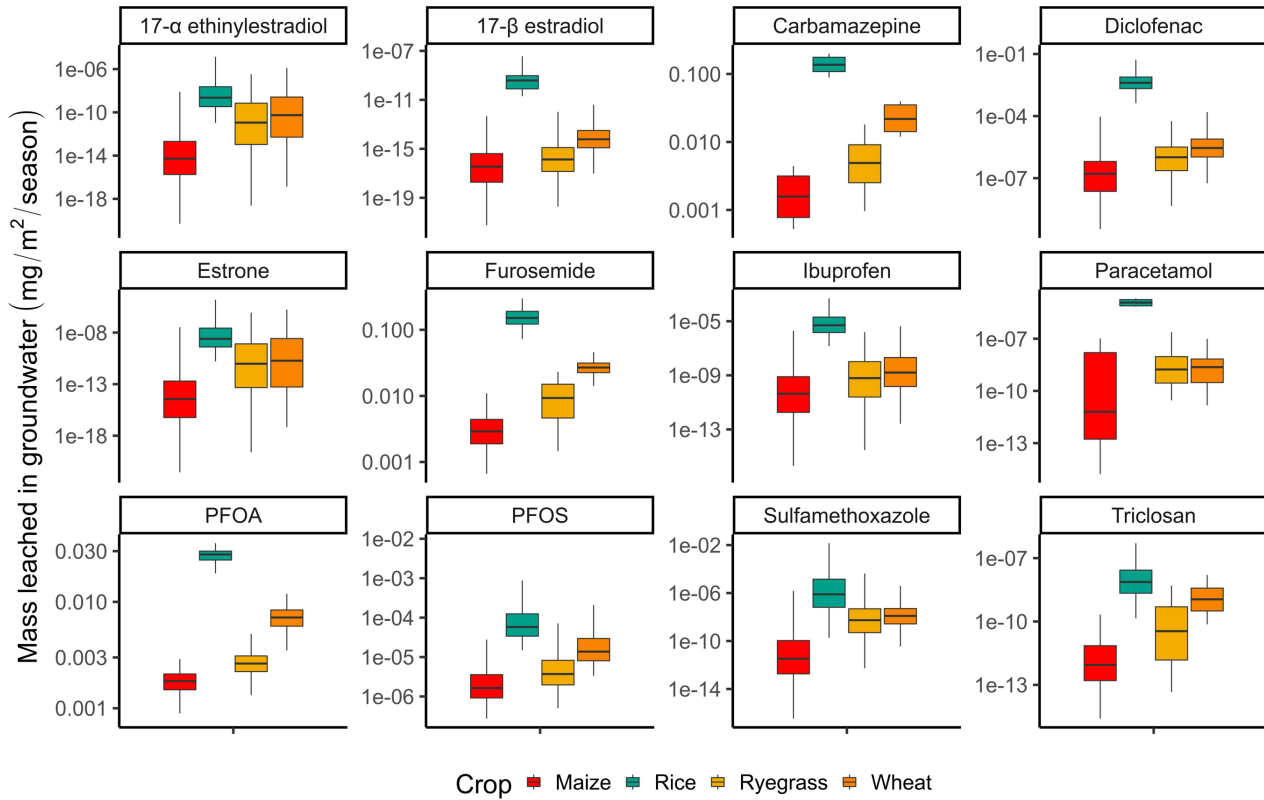 17-α ethinylestradiol 17-β estradiol Carbamazepine Diclofenac
1e-06
1e-10
1e-14
1e-18
1e-07
1e-11
1e-15
1e-19
0.100
0.010
0.001
1e-01
1e-04
1e-07
Estrone Furosemide Ibuprofen Paracetamol
1e-08
1e-13
1e-18
0.100
0.010
0.001
1e-05
1e-09
1e-13
1e-07
1e-10
1e-13
PFOA PFOS Sulfamethoxazole Triclosan
0.030
0.010
0.003
0.001
1e-02
1e-03
1e-04
1e-05
1e-06
1e-02
1e-06
1e-10
1e-14
1e-07
1e-10
1e-13
Mass leached in groundwater (mg/m²/season)
Crop Maize Rice Ryegrass Wheat